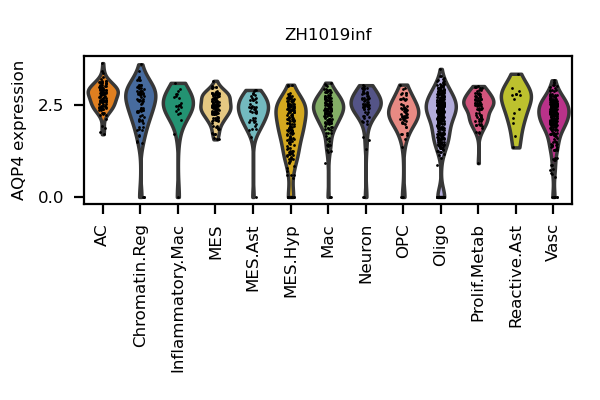 ZH1019inf
AQP4 expression
2.5
0.0
AC
Chromatin.Reg
Inflammatory.Mac
MES
MES.Ast
MES.Hyp
Mac
Neuron
OPC
Oligo
Prolif.Metab
Reactive.Ast
Vasc